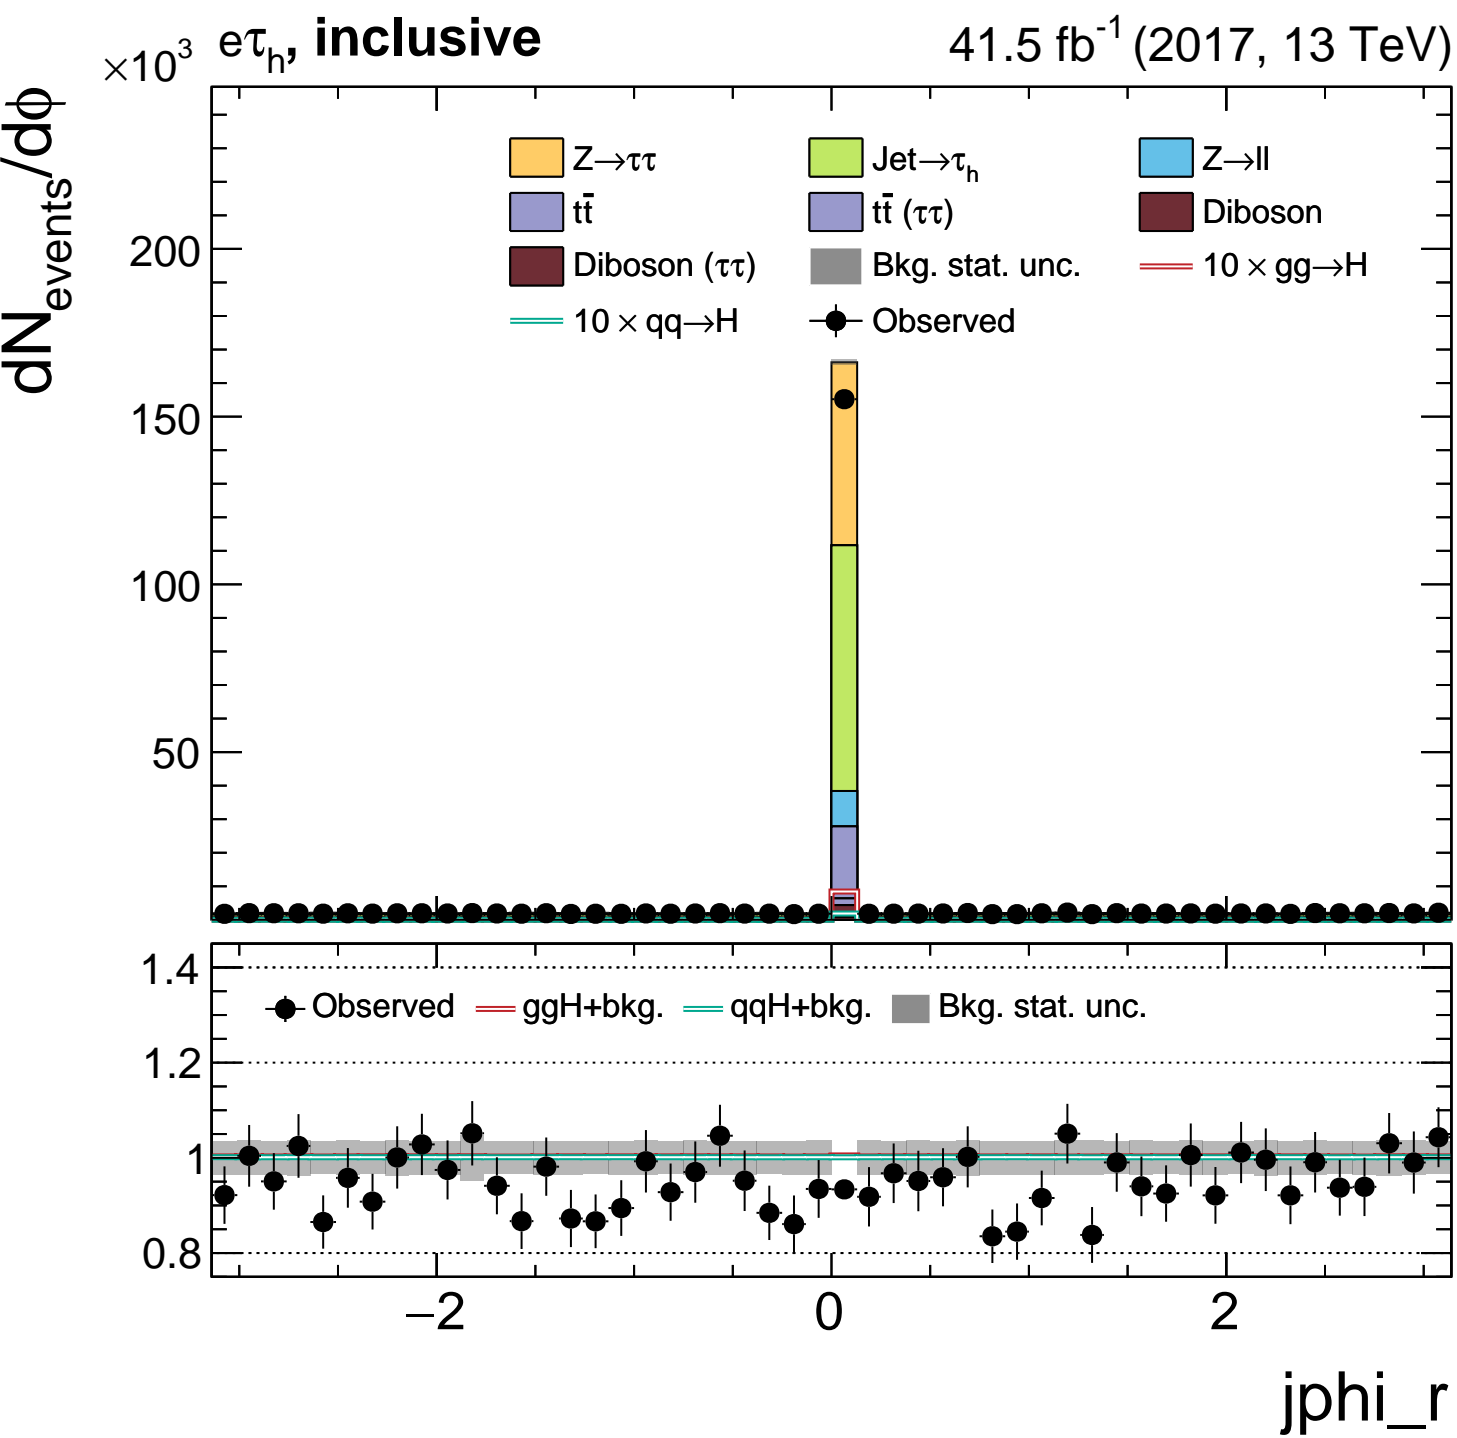 ×10³ eτₕ, inclusive 41.5 fb⁻¹ (2017, 13 TeV)
dN_events/dϕ
Z→ττ Jet→τₕ Z→ll
tt̄ tt̄ (ττ) Diboson
Diboson (ττ) Bkg. stat. unc. 10 × gg→H
10 × qq→H Observed
200
150
100
50
1.4
Observed ggH+bkg. qqH+bkg. Bkg. stat. unc.
1.2
1
0.8
−2 0 2
jphi_r